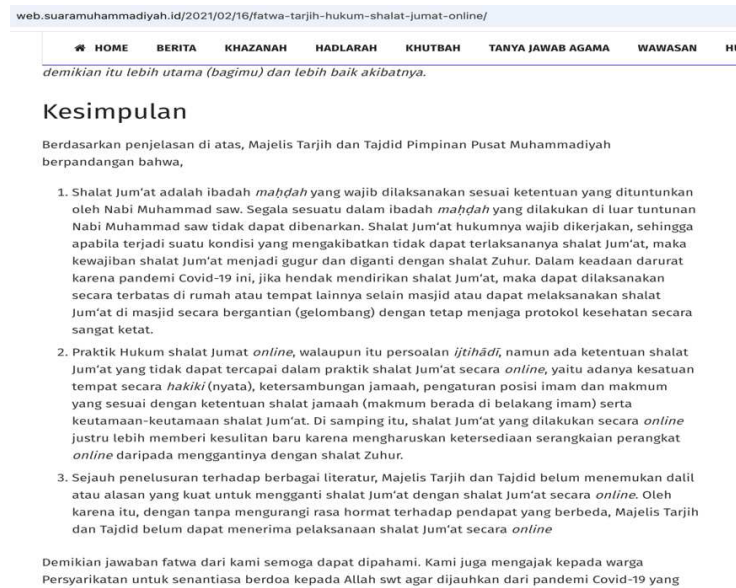 web.suaramuhammadiyah.id/2021/02/16/fatwa-tarjih-hukum-shalat-jumat-online/
HOME BERITA KHAZANAH HADLARAH KHUTBAH TANYA JAWAB AGAMA WAWASAN
demikian itu lebih utama (bagimu) dan lebih baik akibatnya.
Kesimpulan
Berdasarkan penjelasan di atas, Majelis Tarjih dan Tajdid Pimpinan Pusat Muhammadiyah
berpandangan bahwa,
1. Shalat Jum‘at adalah ibadah maḥḍah yang wajib dilaksanakan sesuai ketentuan yang dituntunkan
oleh Nabi Muhammad saw. Segala sesuatu dalam ibadah maḥḍah yang dilakukan di luar tuntunan
Nabi Muhammad saw tidak dapat dibenarkan. Shalat Jum‘at hukumnya wajib dikerjakan, sehingga
apabila terjadi suatu kondisi yang mengakibatkan tidak dapat terlaksananya shalat Jum‘at, maka
kewajiban shalat Jum‘at menjadi gugur dan diganti dengan shalat Zuhur. Dalam keadaan darurat
karena pandemi Covid-19 ini, jika hendak mendirikan shalat Jum‘at, maka dapat dilaksanakan
secara terbatas di rumah atau tempat lainnya selain masjid atau dapat melaksanakan shalat
Jum‘at di masjid secara bergantian (gelombang) dengan tetap menjaga protokol kesehatan secara
sangat ketat.
2. Praktik Hukum shalat Jumat online, walaupun itu persoalan ijtihādī, namun ada ketentuan shalat
Jum‘at yang tidak dapat tercapai dalam praktik shalat Jum‘at secara online, yaitu adanya kesatuan
tempat secara hakiki (nyata), ketersambungan jamaah, pengaturan posisi imam dan makmum
yang sesuai dengan ketentuan shalat jamaah (makmum berada di belakang imam) serta
keutamaan-keutamaan shalat Jum‘at. Di samping itu, shalat Jum‘at yang dilakukan secara online
justru lebih memberi kesulitan baru karena mengharuskan ketersediaan serangkaian perangkat
online daripada menggantinya dengan shalat Zuhur.
3. Sejauh penelusuran terhadap berbagai literatur, Majelis Tarjih dan Tajdid belum menemukan dalil
atau alasan yang kuat untuk mengganti shalat Jum‘at dengan shalat Jum‘at secara online. Oleh
karena itu, dengan tanpa mengurangi rasa hormat terhadap pendapat yang berbeda, Majelis Tarjih
dan Tajdid belum dapat menerima pelaksanaan shalat Jum‘at secara online
Demikian jawaban fatwa dari kami semoga dapat dipahami. Kami juga mengajak kepada warga
Persyarikatan untuk senantiasa berdoa kepada Allah swt agar dijauhkan dari pandemi Covid-19 yang